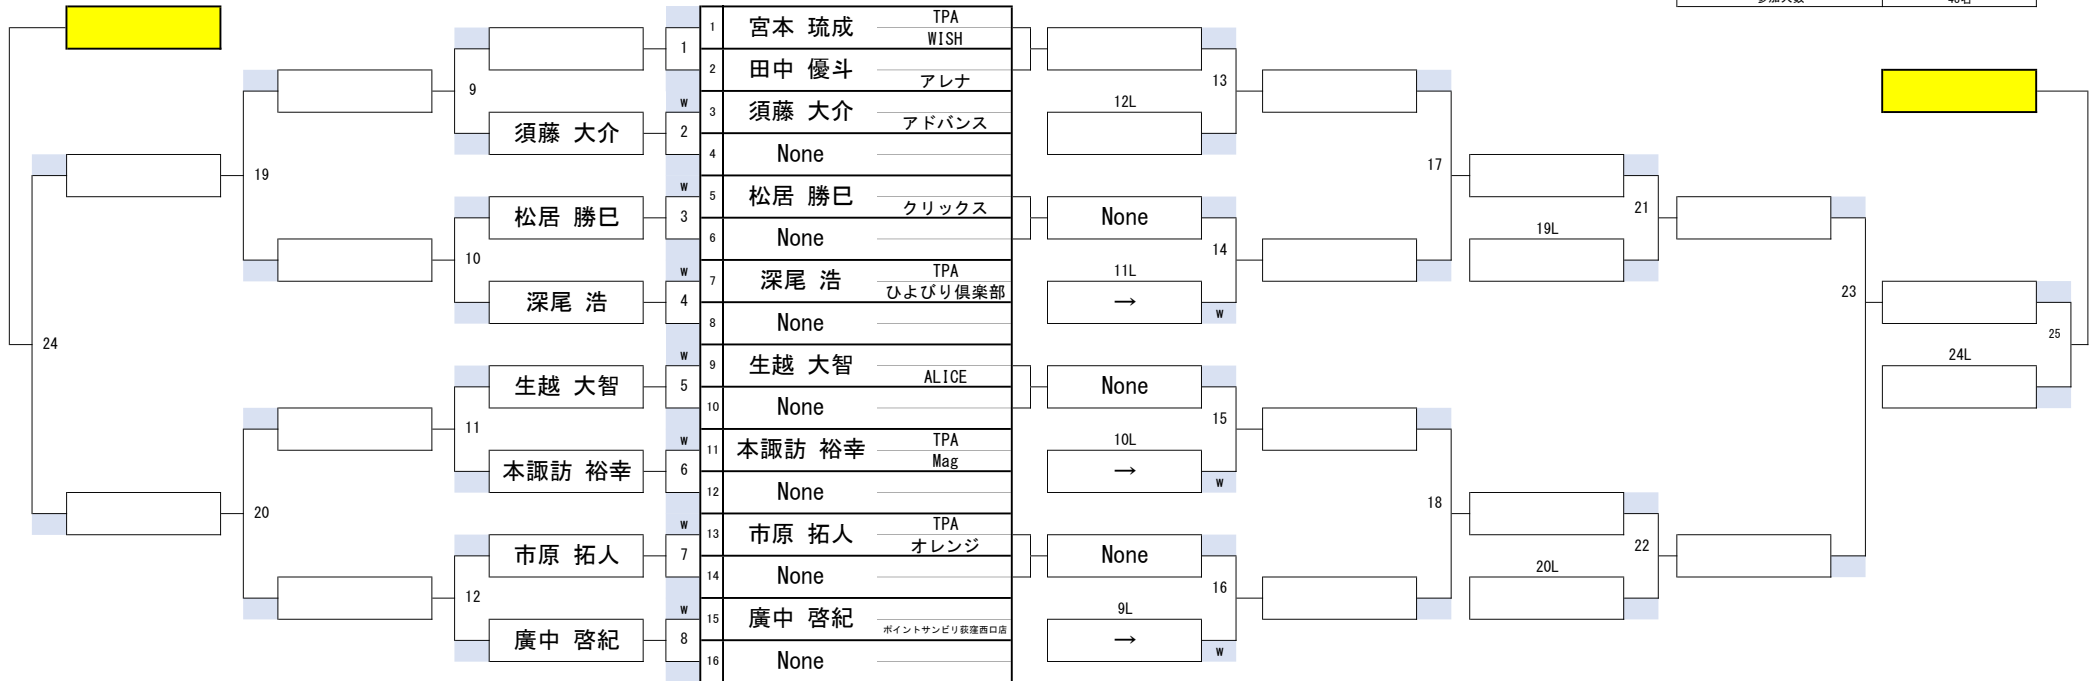 1 宮本 琉成 TPA WISH
2 田中 優斗 アレナ
3 須藤 大介 アドバンス
4 None
5 松居 勝巳 クリックス
6 None
7 深尾 浩 TPA ひよびり倶楽部
8 None
9 生越 大智 ALICE
10 None
11 本諏訪 裕幸 TPA Mag
12 None
13 市原 拓人 TPA オレンジ
14 None
15 廣中 啓紀 ポイントサンビリ荻窪西口店
16 None
1
W
須藤 大介 2
W
松居 勝巳 3
W
深尾 浩 4
W
生越 大智 5
W
本諏訪 裕幸 6
W
市原 拓人 7
W
廣中 啓紀 8
9
10
11
12
19
20
24
12L
13
None
11L
→
14
W
None
10L
→
15
W
None
9L
→
16
W
17
18
19L
21
20L
22
23
24L
25